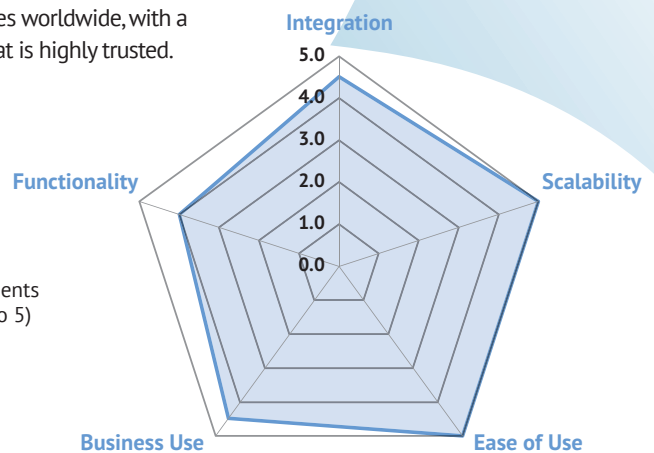 es worldwide, with a
at is highly trusted.
Integration
5.0
4.0
3.0
2.0
1.0
0.0
Functionality
Scalability
ents
o 5)
Business Use
Ease of Use